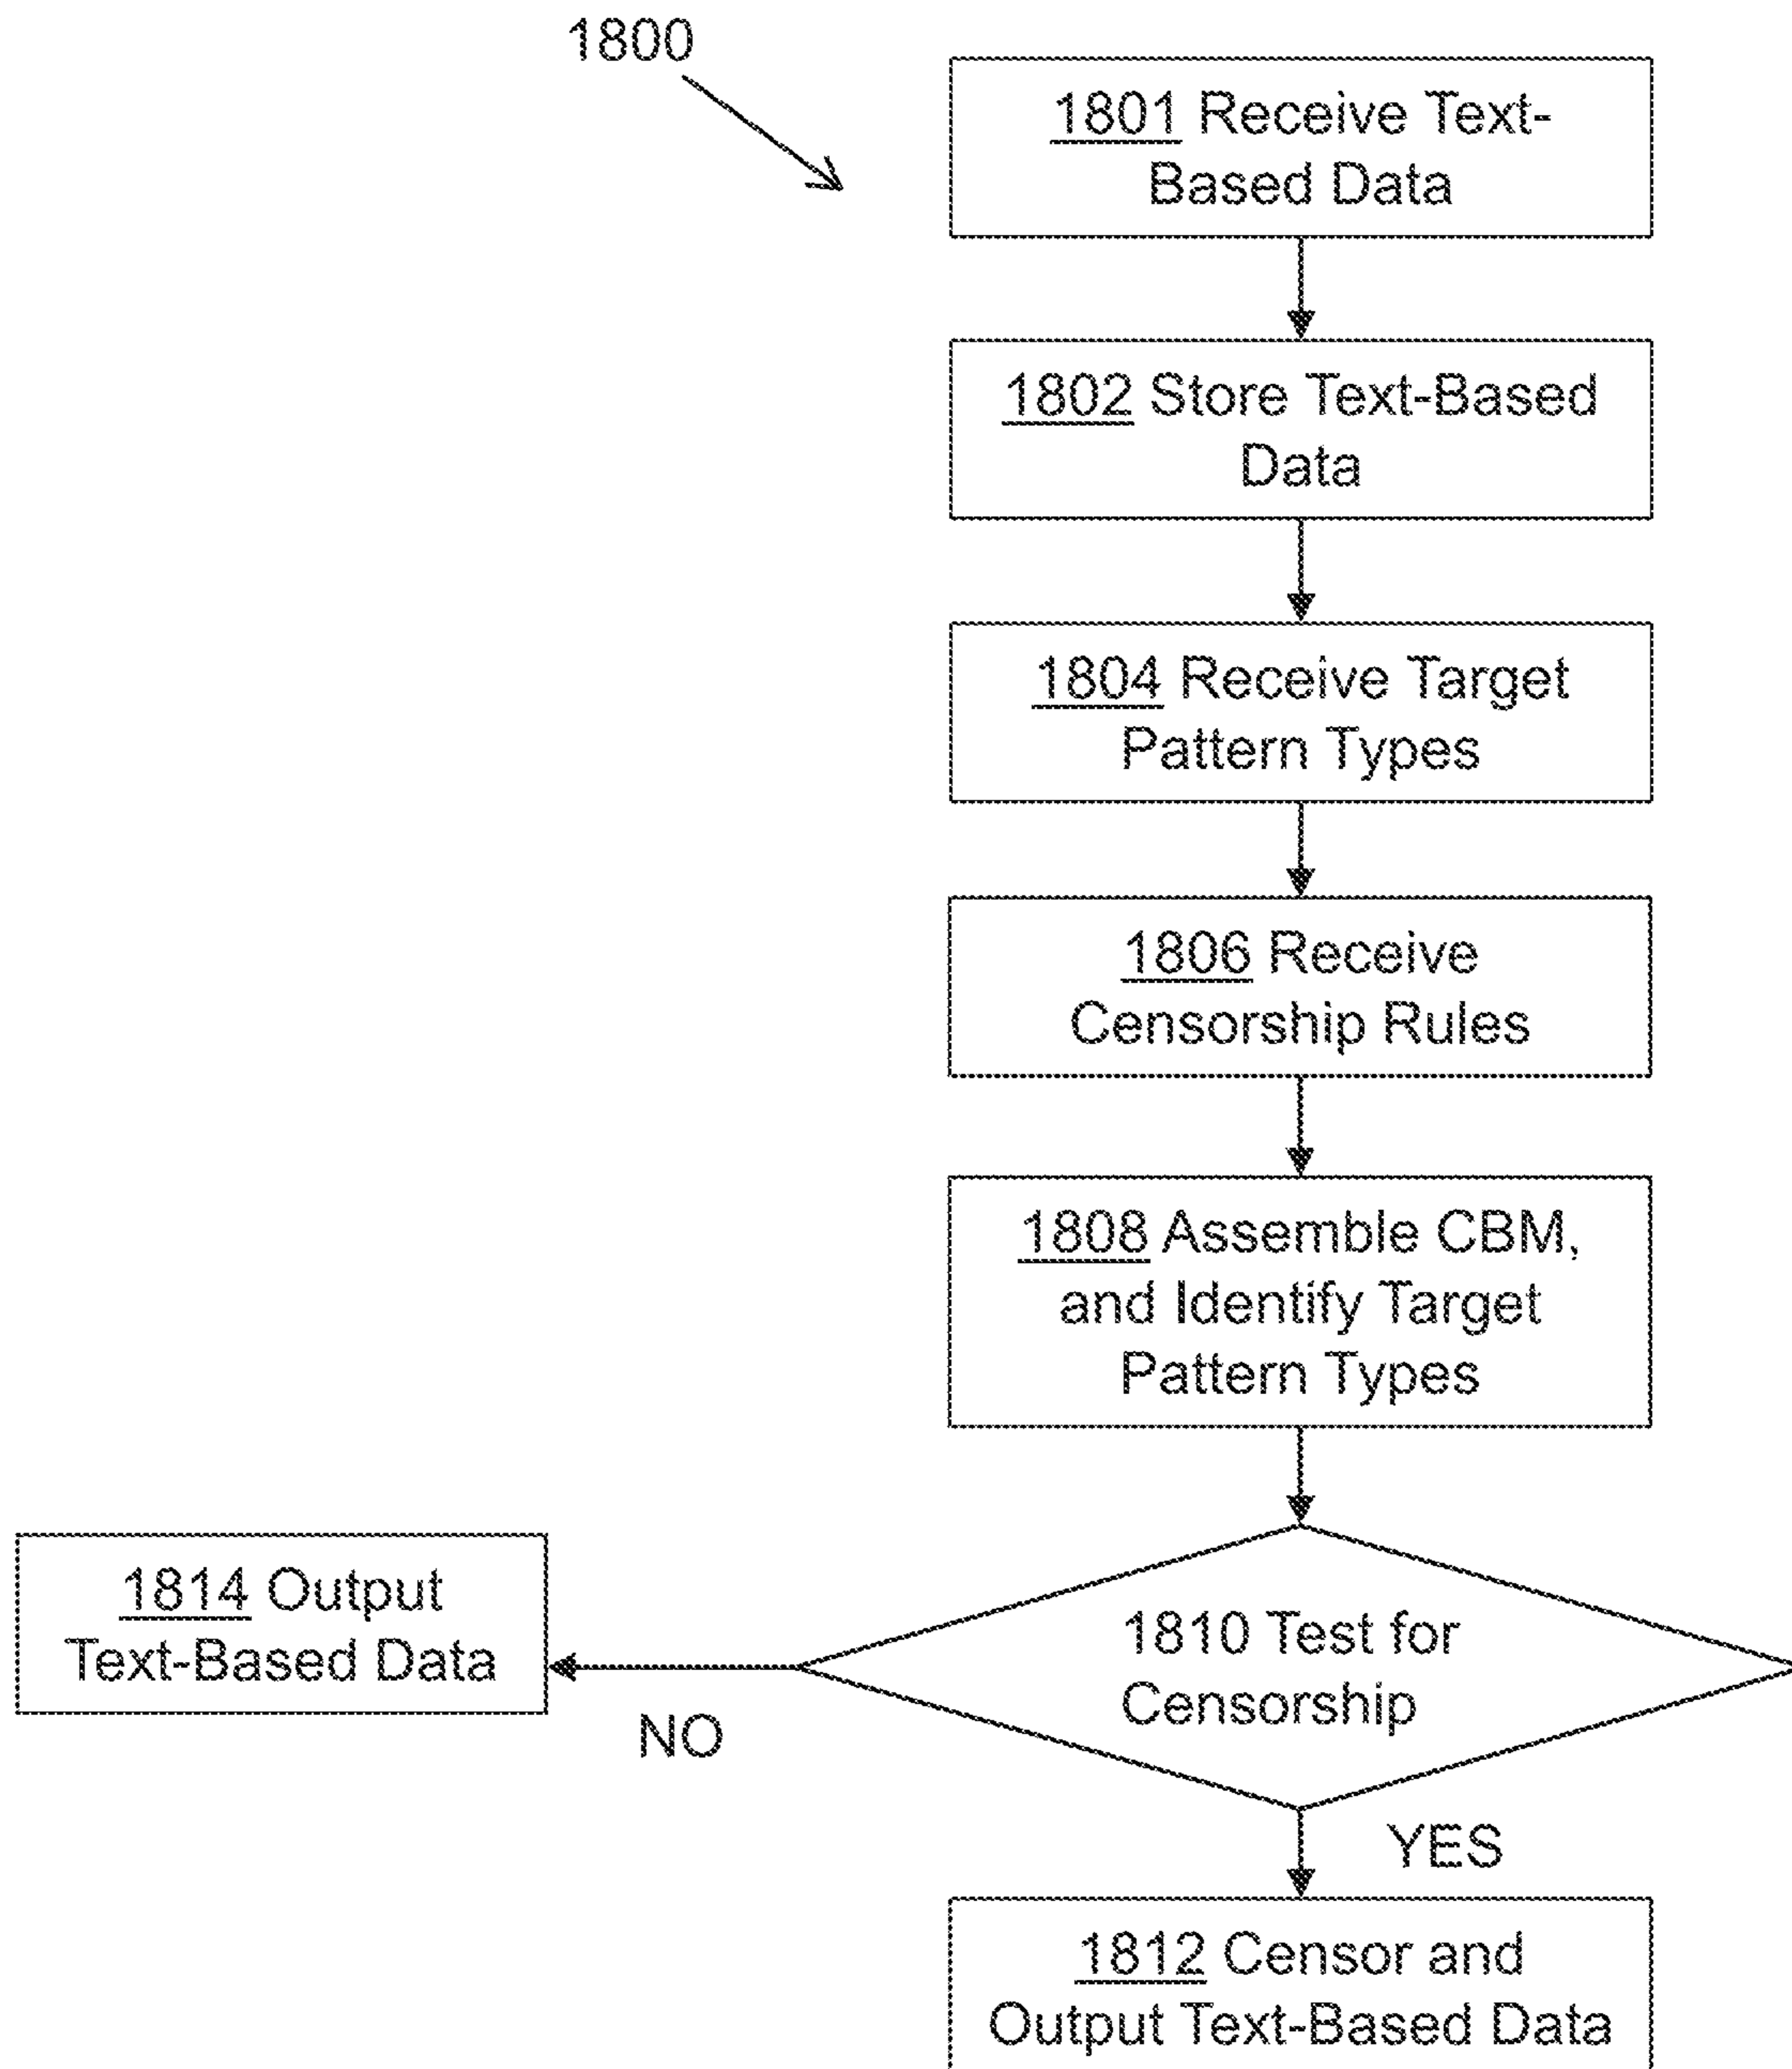 1800
1801 Receive Text-
Based Data
1802 Store Text-Based
Data
1804 Receive Target
Pattern Types
1806 Receive
Censorship Rules
1808 Assemble CBM,
and Identify Target
Pattern Types
1814 Output
Text-Based Data
1810 Test for
Censorship
NO
YES
1812 Censor and
Output Text-Based Data